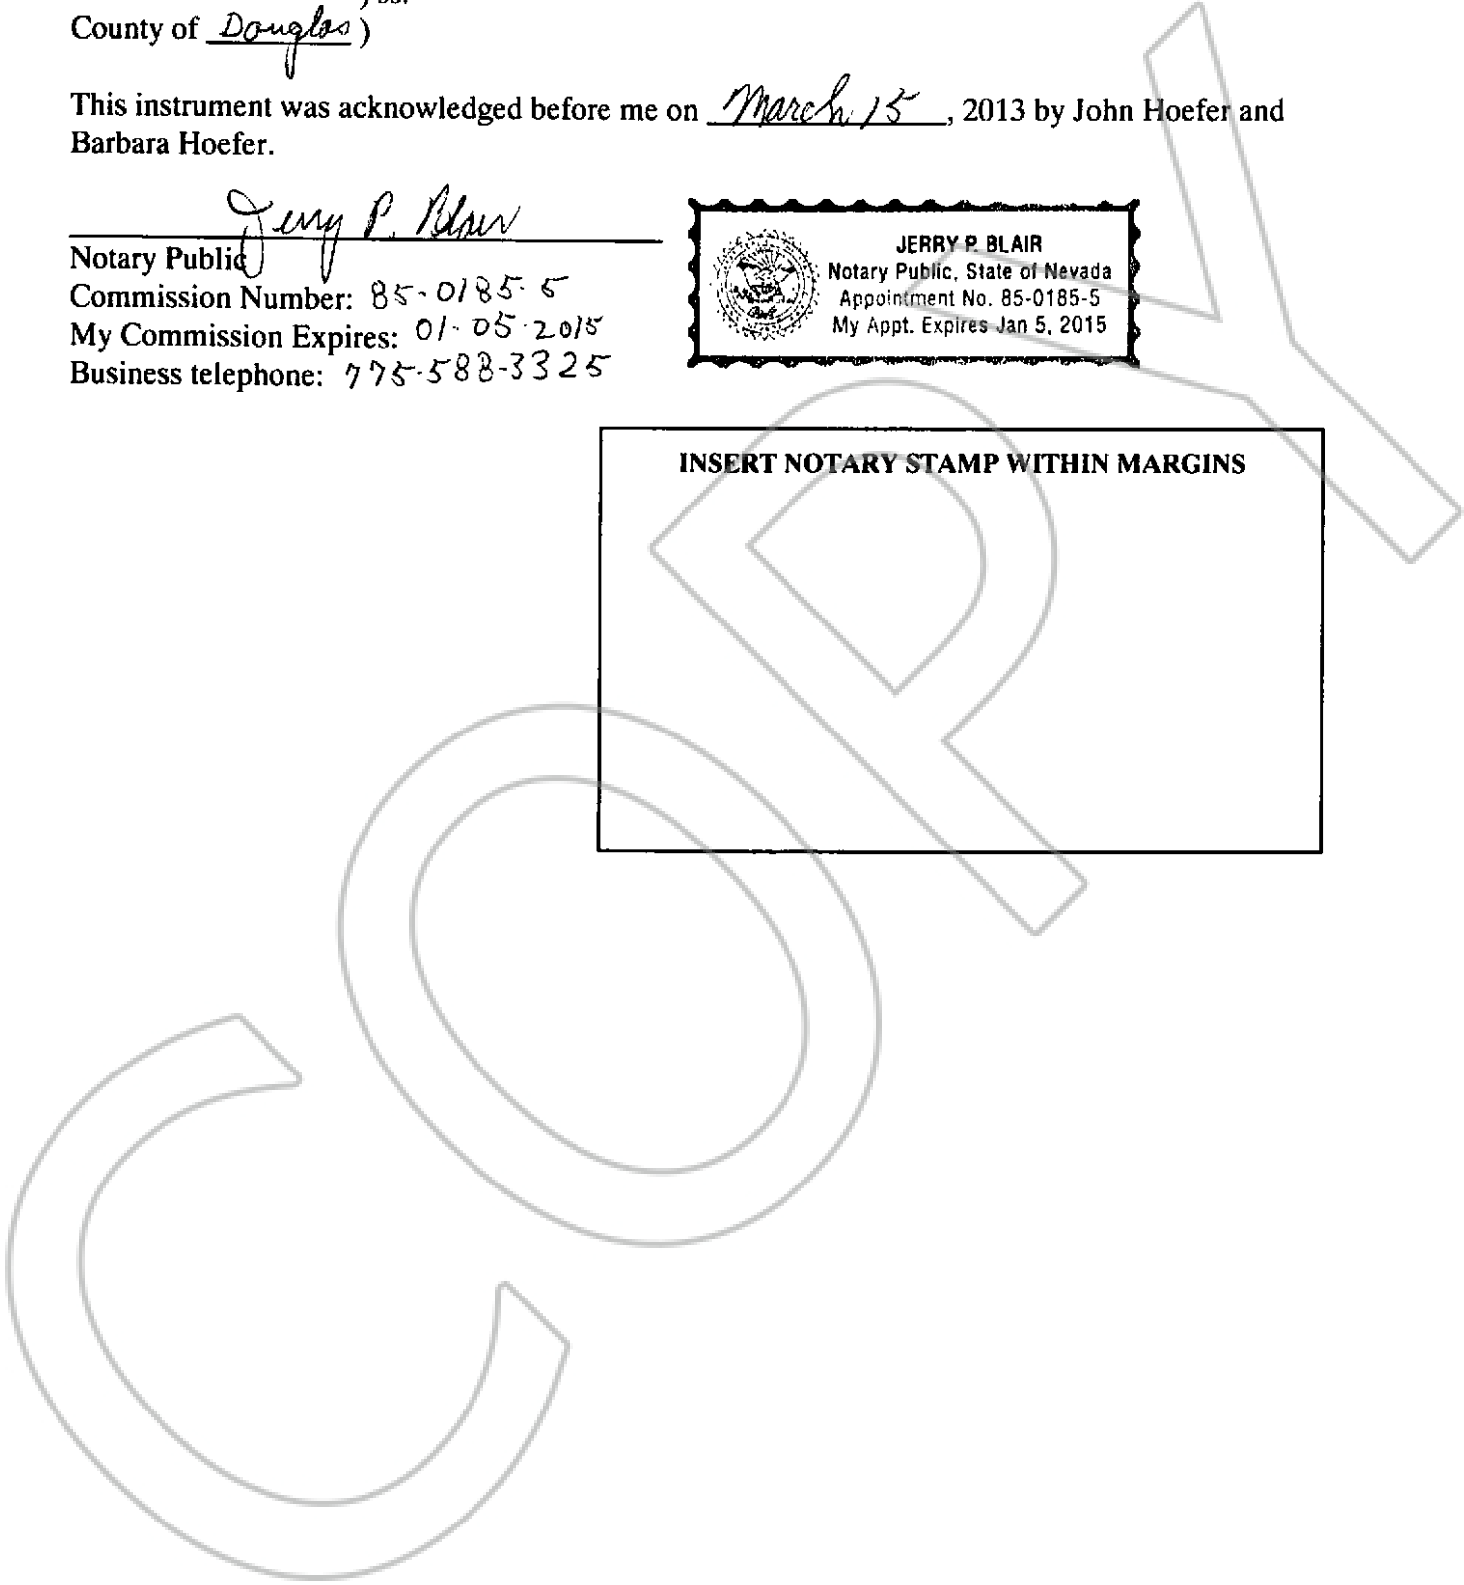 ) ss.
County of Douglas )
This instrument was acknowledged before me on March 15, 2013 by John Hoefer and
Barbara Hoefer.
Jerry P. Blair
Notary Public
Commission Number: 85-0185-5
My Commission Expires: 01-05-2015
Business telephone: 775-588-3325
JERRY P. BLAIR
Notary Public, State of Nevada
Appointment No. 85-0185-5
My Appt. Expires Jan 5, 2015
INSERT NOTARY STAMP WITHIN MARGINS
COPY